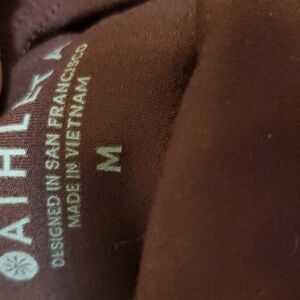 ATHLETA
DESIGNED IN SAN FRANCISCO
MADE IN VIETNAM
M